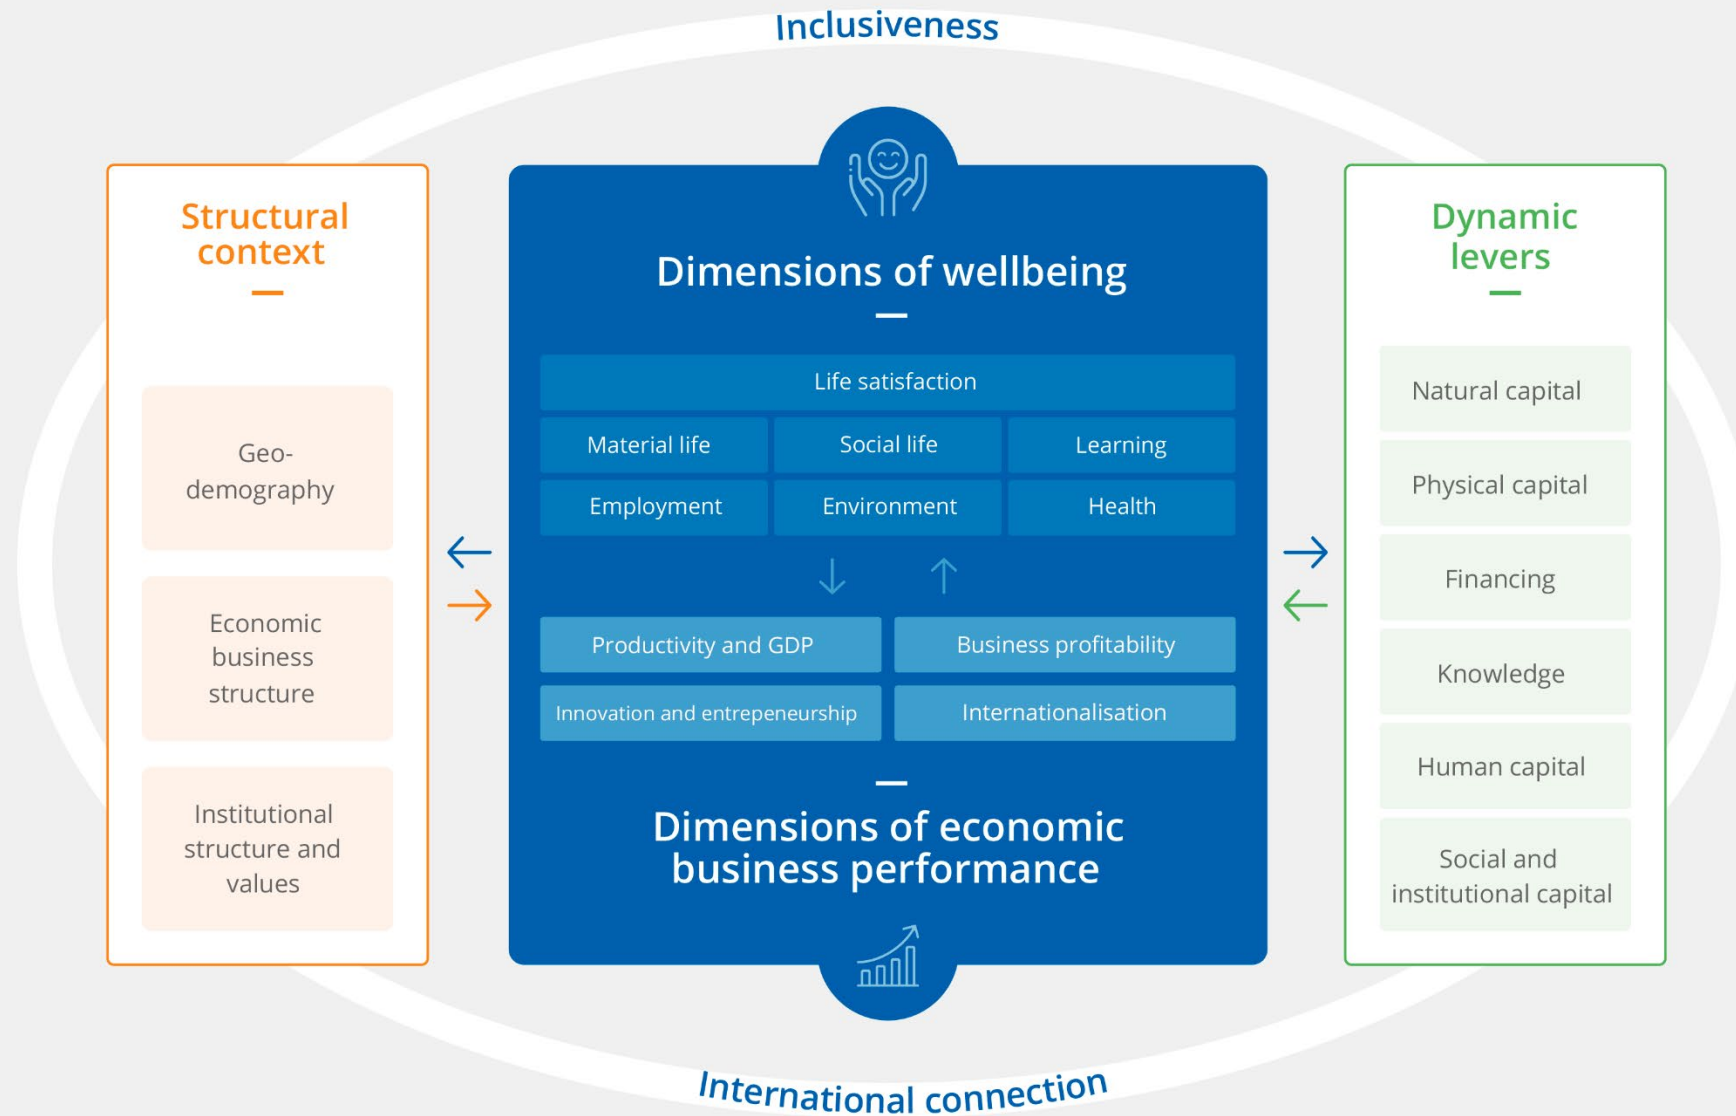 Inclusiveness
Structural
context
Geo-
demography
Economic
business
structure
Institutional
structure and
values
Dimensions of wellbeing
Life satisfaction
Material life
Social life
Learning
Employment
Environment
Health
Productivity and GDP
Business profitability
Innovation and entrepeneurship
Internationalisation
Dimensions of economic
business performance
Dynamic
levers
Natural capital
Physical capital
Financing
Knowledge
Human capital
Social and
institutional capital
International connection